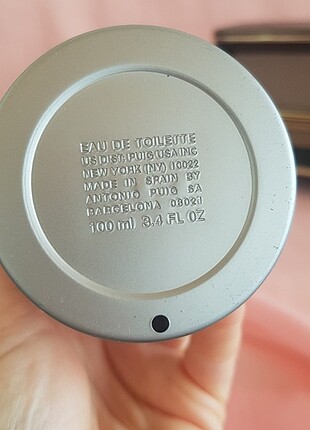 EAU DE TOILETTE
US DIST. PUIG USA INC
NEW YORK (NY) 10022
MADE IN SPAIN BY
ANTONIO PUIG SA
BARCELONA 08021
100 ml 3.4 FL OZ